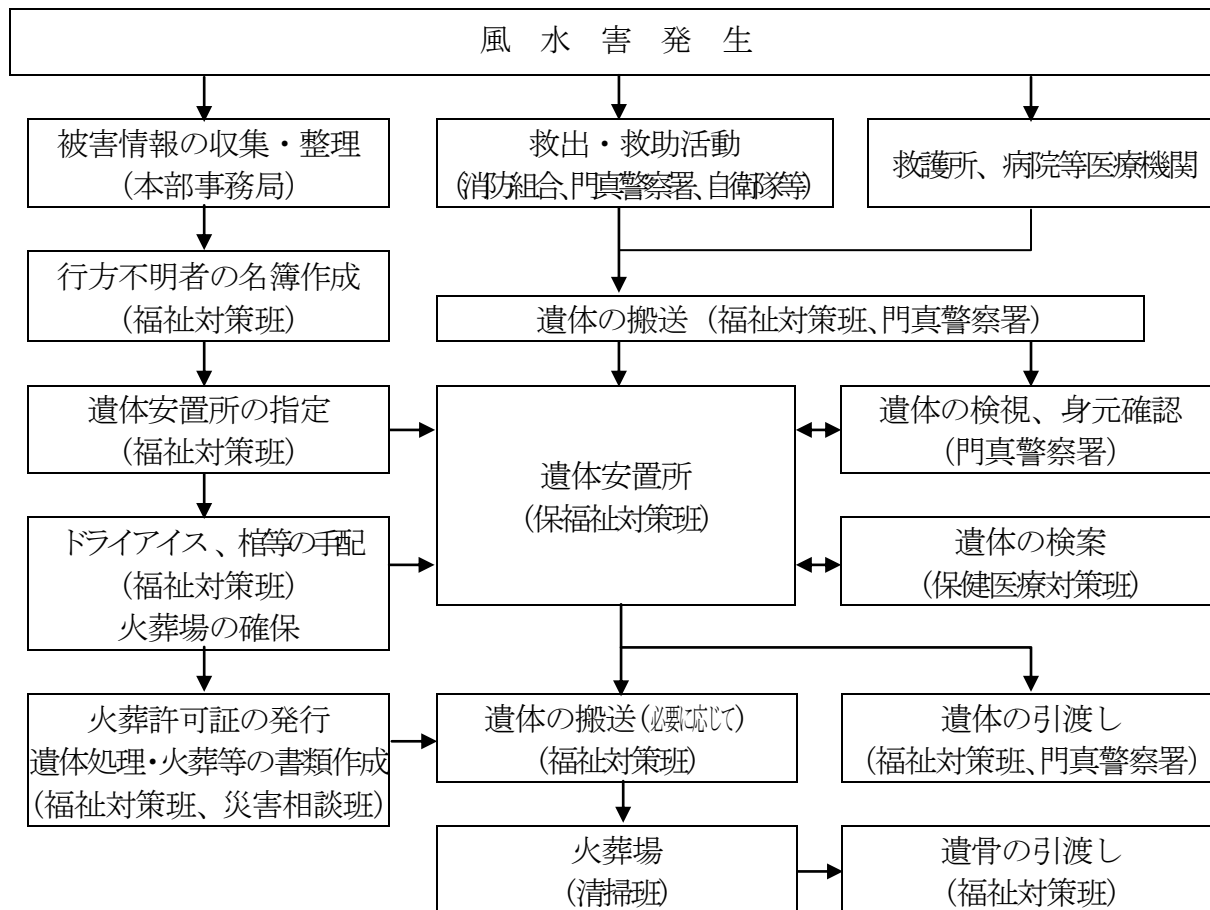 風 水 害 発 生
被害情報の収集・整理
(本部事務局)
救出・救助活動
(消防組合、門真警察署、自衛隊等)
救護所、病院等医療機関
行方不明者の名簿作成
(福祉対策班)
遺体の搬送 (福祉対策班、門真警察署)
遺体安置所の指定
(福祉対策班)
遺体安置所
(保福祉対策班)
遺体の検視、身元確認
(門真警察署)
ドライアイス、棺等の手配
(福祉対策班)
火葬場の確保
遺体の検案
(保健医療対策班)
火葬許可証の発行
遺体処理・火葬等の書類作成
(福祉対策班、災害相談班)
遺体の搬送(必要に応じて)
(福祉対策班)
遺体の引渡し
(福祉対策班、門真警察署)
火葬場
(清掃班)
遺骨の引渡し
(福祉対策班)